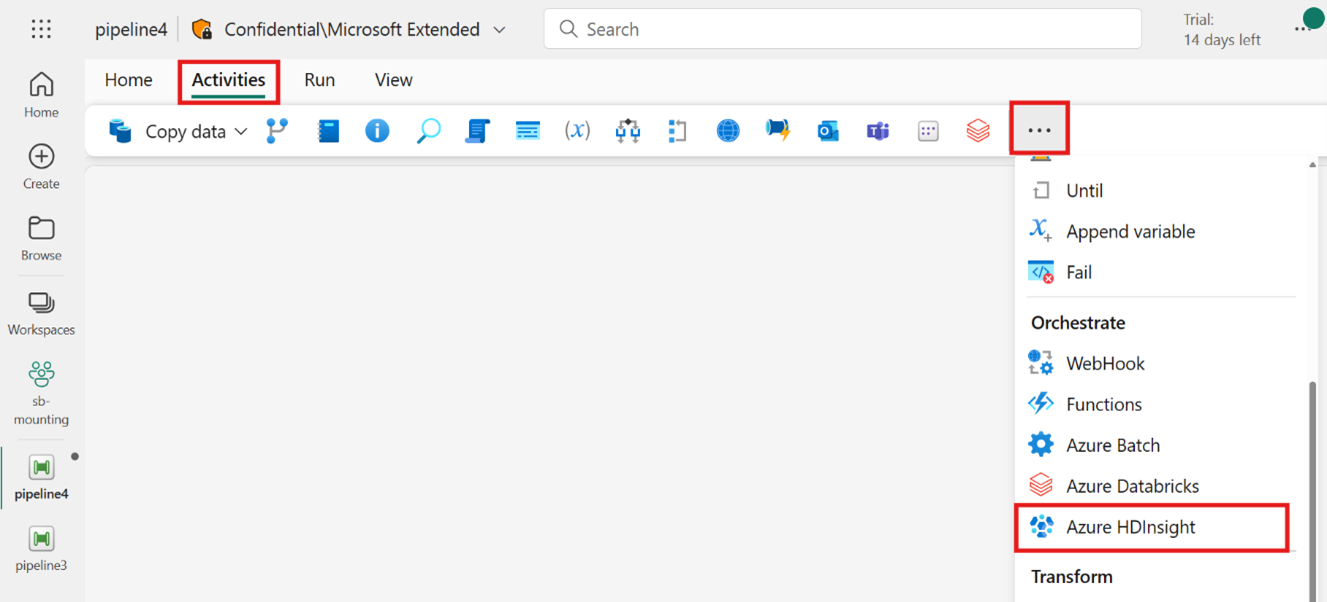 pipeline4
Confidential\Microsoft Extended
Search
Trial:
14 days left
Home
Activities
Run
View
Copy data
(x)
Home
Create
Browse
Workspaces
sb-
mounting
pipeline4
pipeline3
Until
Append variable
Fail
Orchestrate
WebHook
Functions
Azure Batch
Azure Databricks
Azure HDInsight
Transform